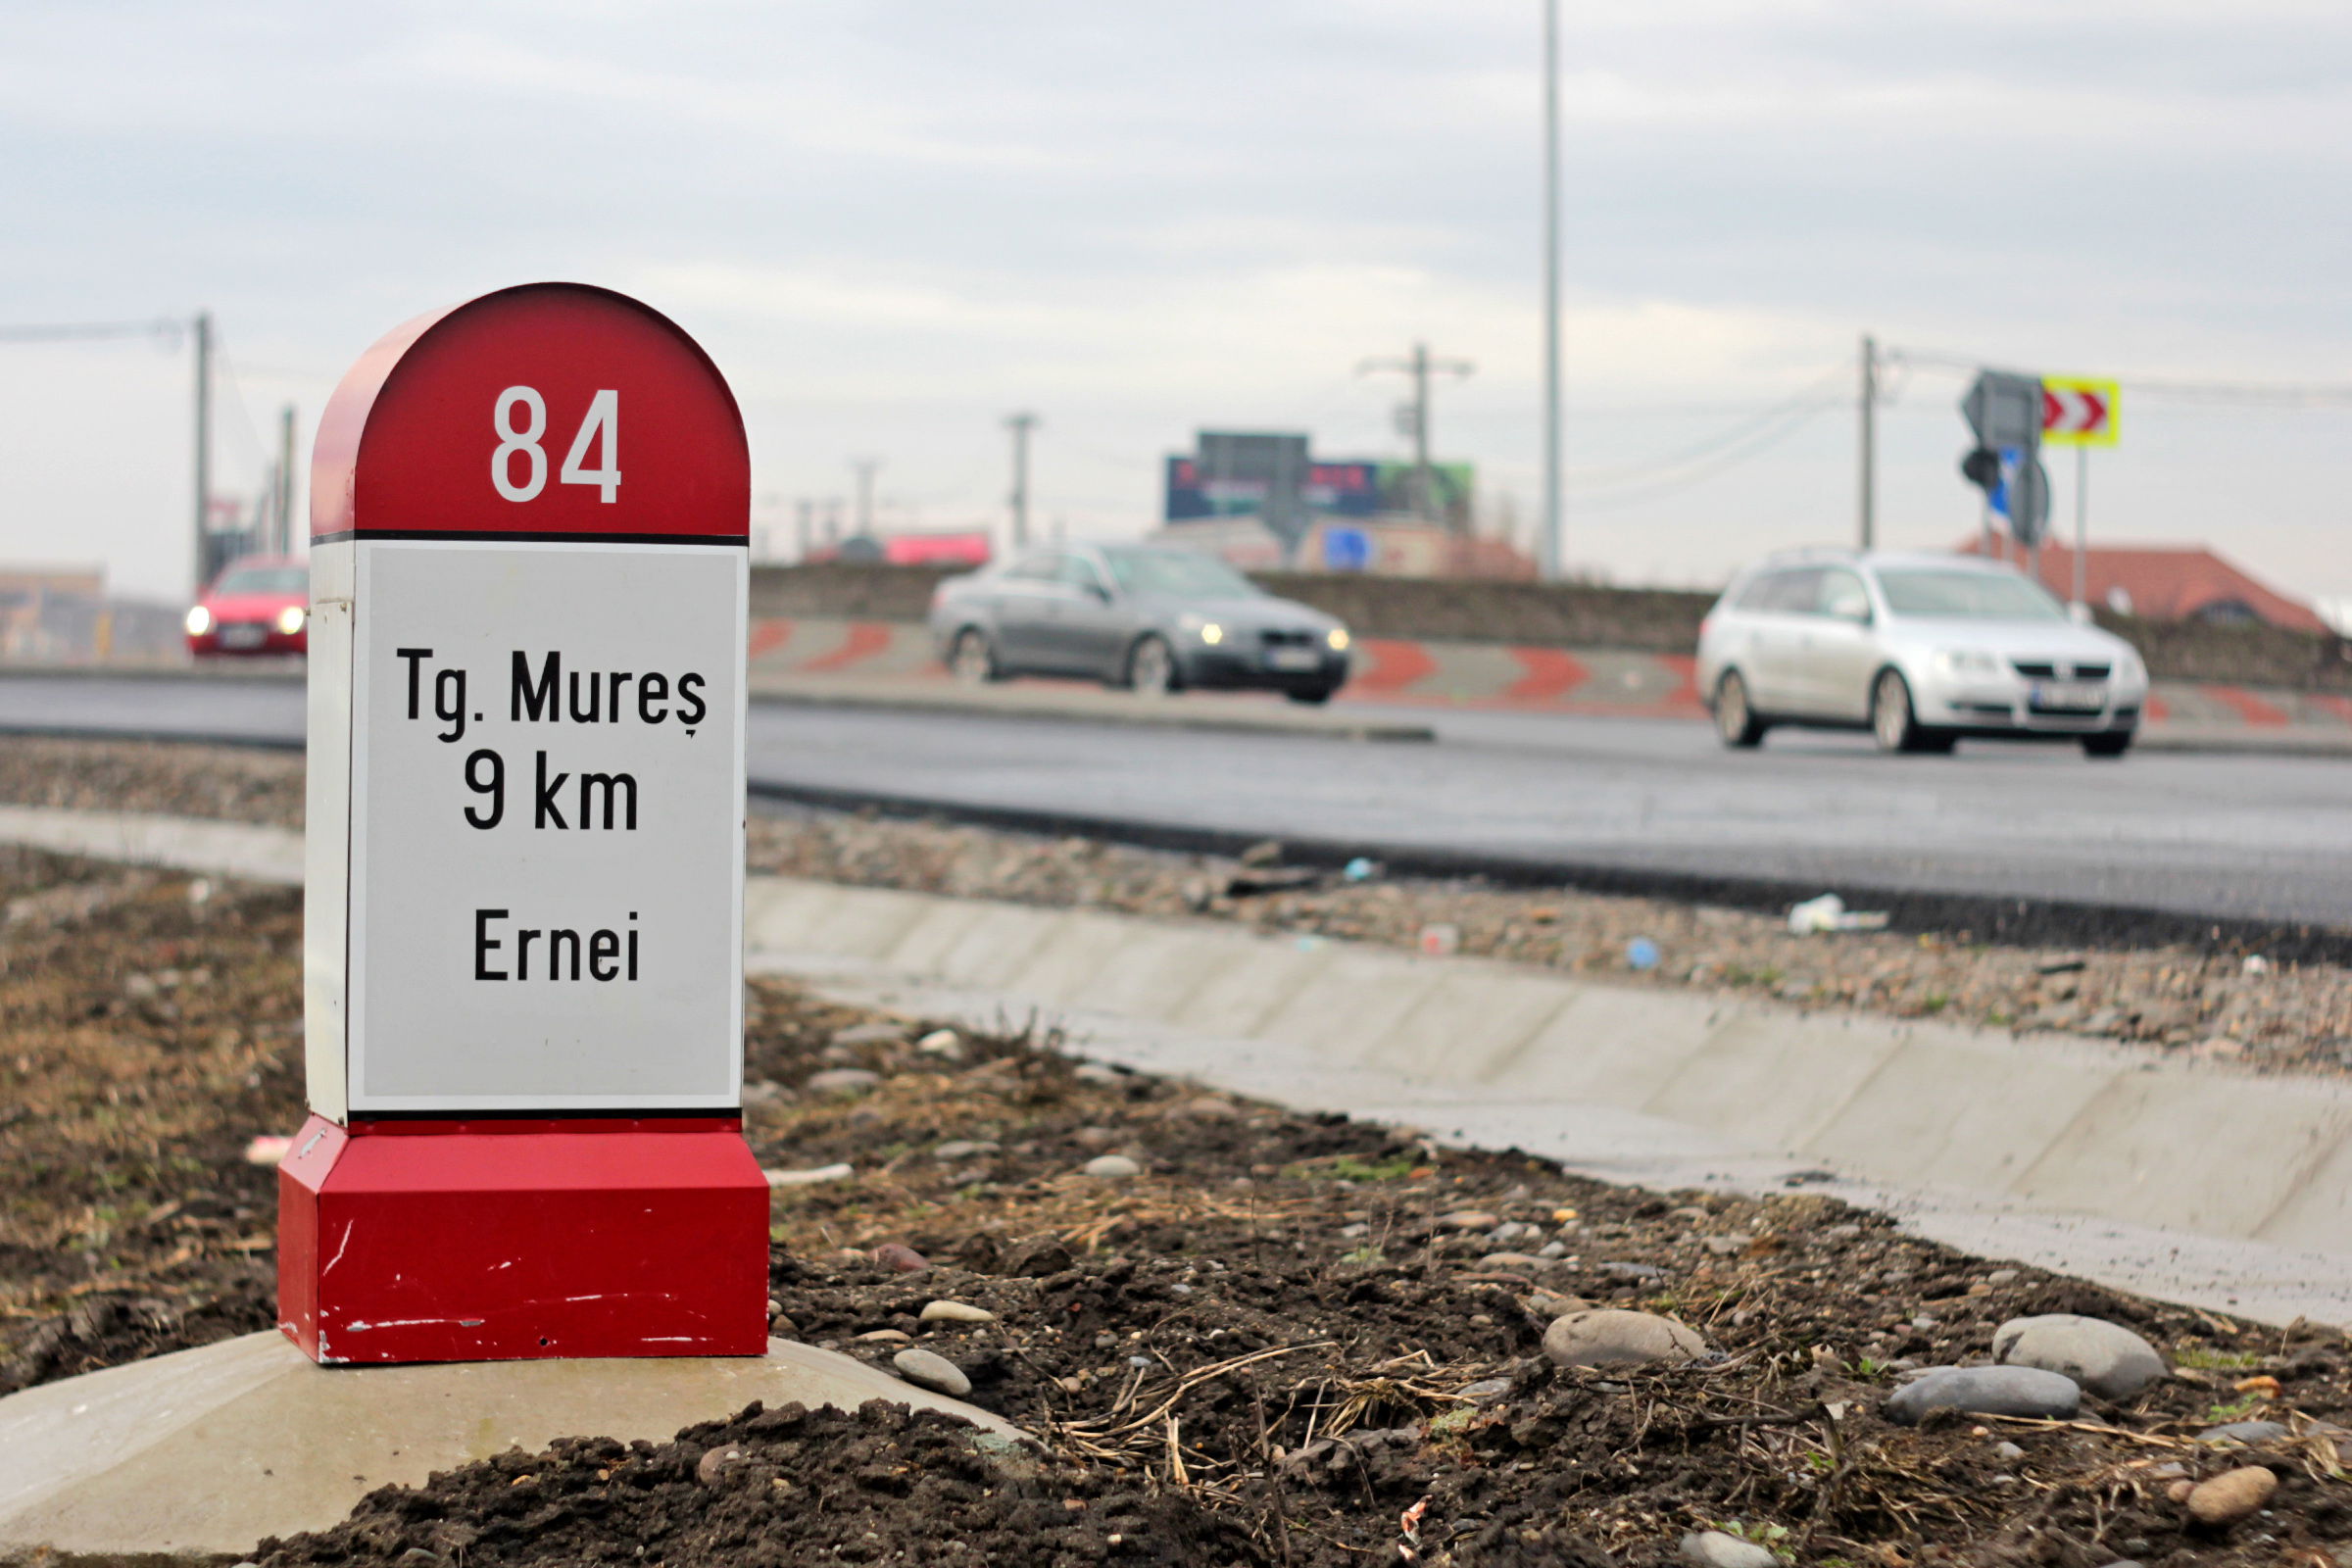 84
Tg. Mureș
9 km
Ernei